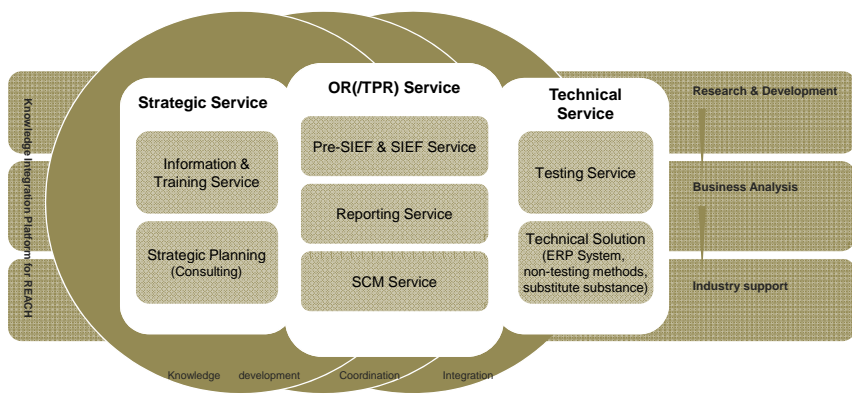 Knowledge Integration Platform for REACH
Strategic Service
Information &
Training Service
Strategic Planning
(Consulting)
OR(/TPR) Service
Pre-SIEF & SIEF Service
Reporting Service
SCM Service
Technical
Service
Testing Service
Technical Solution
(ERP System,
non-testing methods,
substitute substance)
Research & Development
Business Analysis
Industry support
Knowledge development Coordination Integration